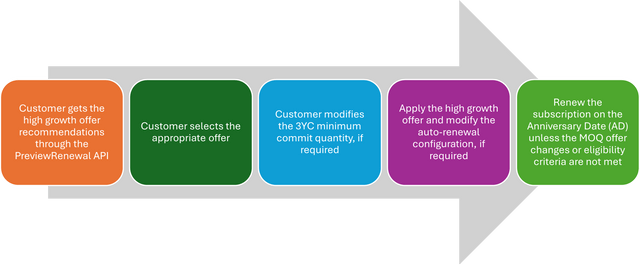 Customer gets the
high growth offer
recommendations
through the
PreviewRenewal API
Customer selects the
appropriate offer
Customer modifies
the 3YC minimum
commit quantity, if
required
Apply the high growth
offer and modify the
auto-renewal
configuration, if
required
Renew the
subscription on the
Anniversary Date (AD)
unless the MOQ offer
changes or eligibility
criteria are not met